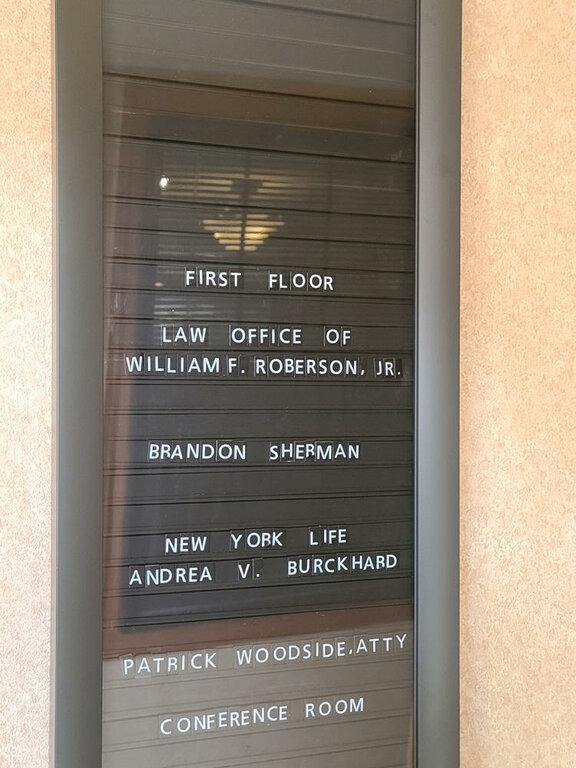 FIRST FLOOR
LAW OFFICE OF
WILLIAM F. ROBERSON, JR.
BRANDON SHERMAN
NEW YORK LIFE
ANDREA V. BURCKHARD
PATRICK WOODSIDE, ATTY
CONFERENCE ROOM